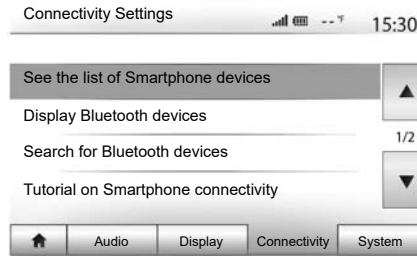 Connectivity Settings
--°F
15:30
See the list of Smartphone devices
Display Bluetooth devices
1/2
Search for Bluetooth devices
Tutorial on Smartphone connectivity
Audio Display Connectivity System